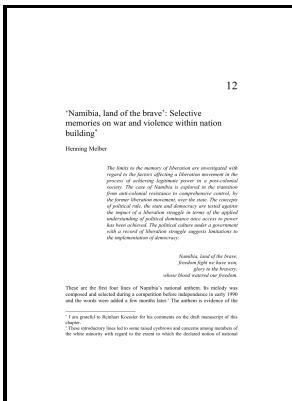 12
‘Namibia, land of the brave’: Selective
memories on war and violence within nation
building*
Henning Melber
The limits to the memory of liberation are investigated with
regard to the factors affecting a liberation movement in the
process of achieving legitimate power in a post-colonial
society. The case of Namibia is explored in the transition
from anti-colonial resistance to comprehensive control, by
the former liberation movement, over the state. The concepts
of political rule, the state and democracy are tested against
the impact of a liberation struggle in terms of the applied
understanding of political dominance once access to power
has been achieved. The political culture under a government
with a record of liberation struggle suggests limitations to
the implementation of democracy.
Namibia, land of the brave,
freedom fight we have won,
glory to the bravery,
whose blood watered our freedom.
These are the first four lines of Namibia’s national anthem. Its melody was
composed and selected during a competition before independence in early 1990
and the words were added a few months later.¹ The anthem is evidence of the
* I am grateful to Reinhart Koessler for his comments on the draft manuscript of this
chapter.
¹ These introductory lines led to some raised eyebrows and concerns among members of
the white minority with regard to the extent to which the declared notion of national